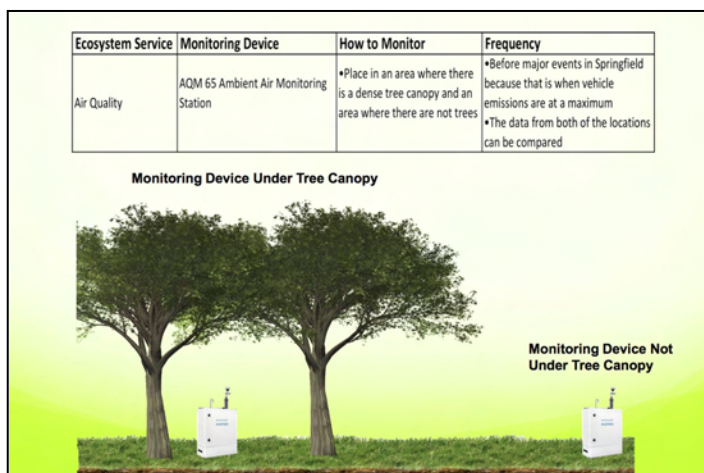 Ecosystem Service Monitoring Device How to Monitor Frequency
Air Quality
AQM 65 Ambient Air Monitoring
Station
•Place in an area where there
is a dense tree canopy and an
area where there are not trees
•Before major events in Springfield
because that is when vehicle
emissions are at a maximum
•The data from both of the locations
can be compared
Monitoring Device Under Tree Canopy
Monitoring Device Not
Under Tree Canopy